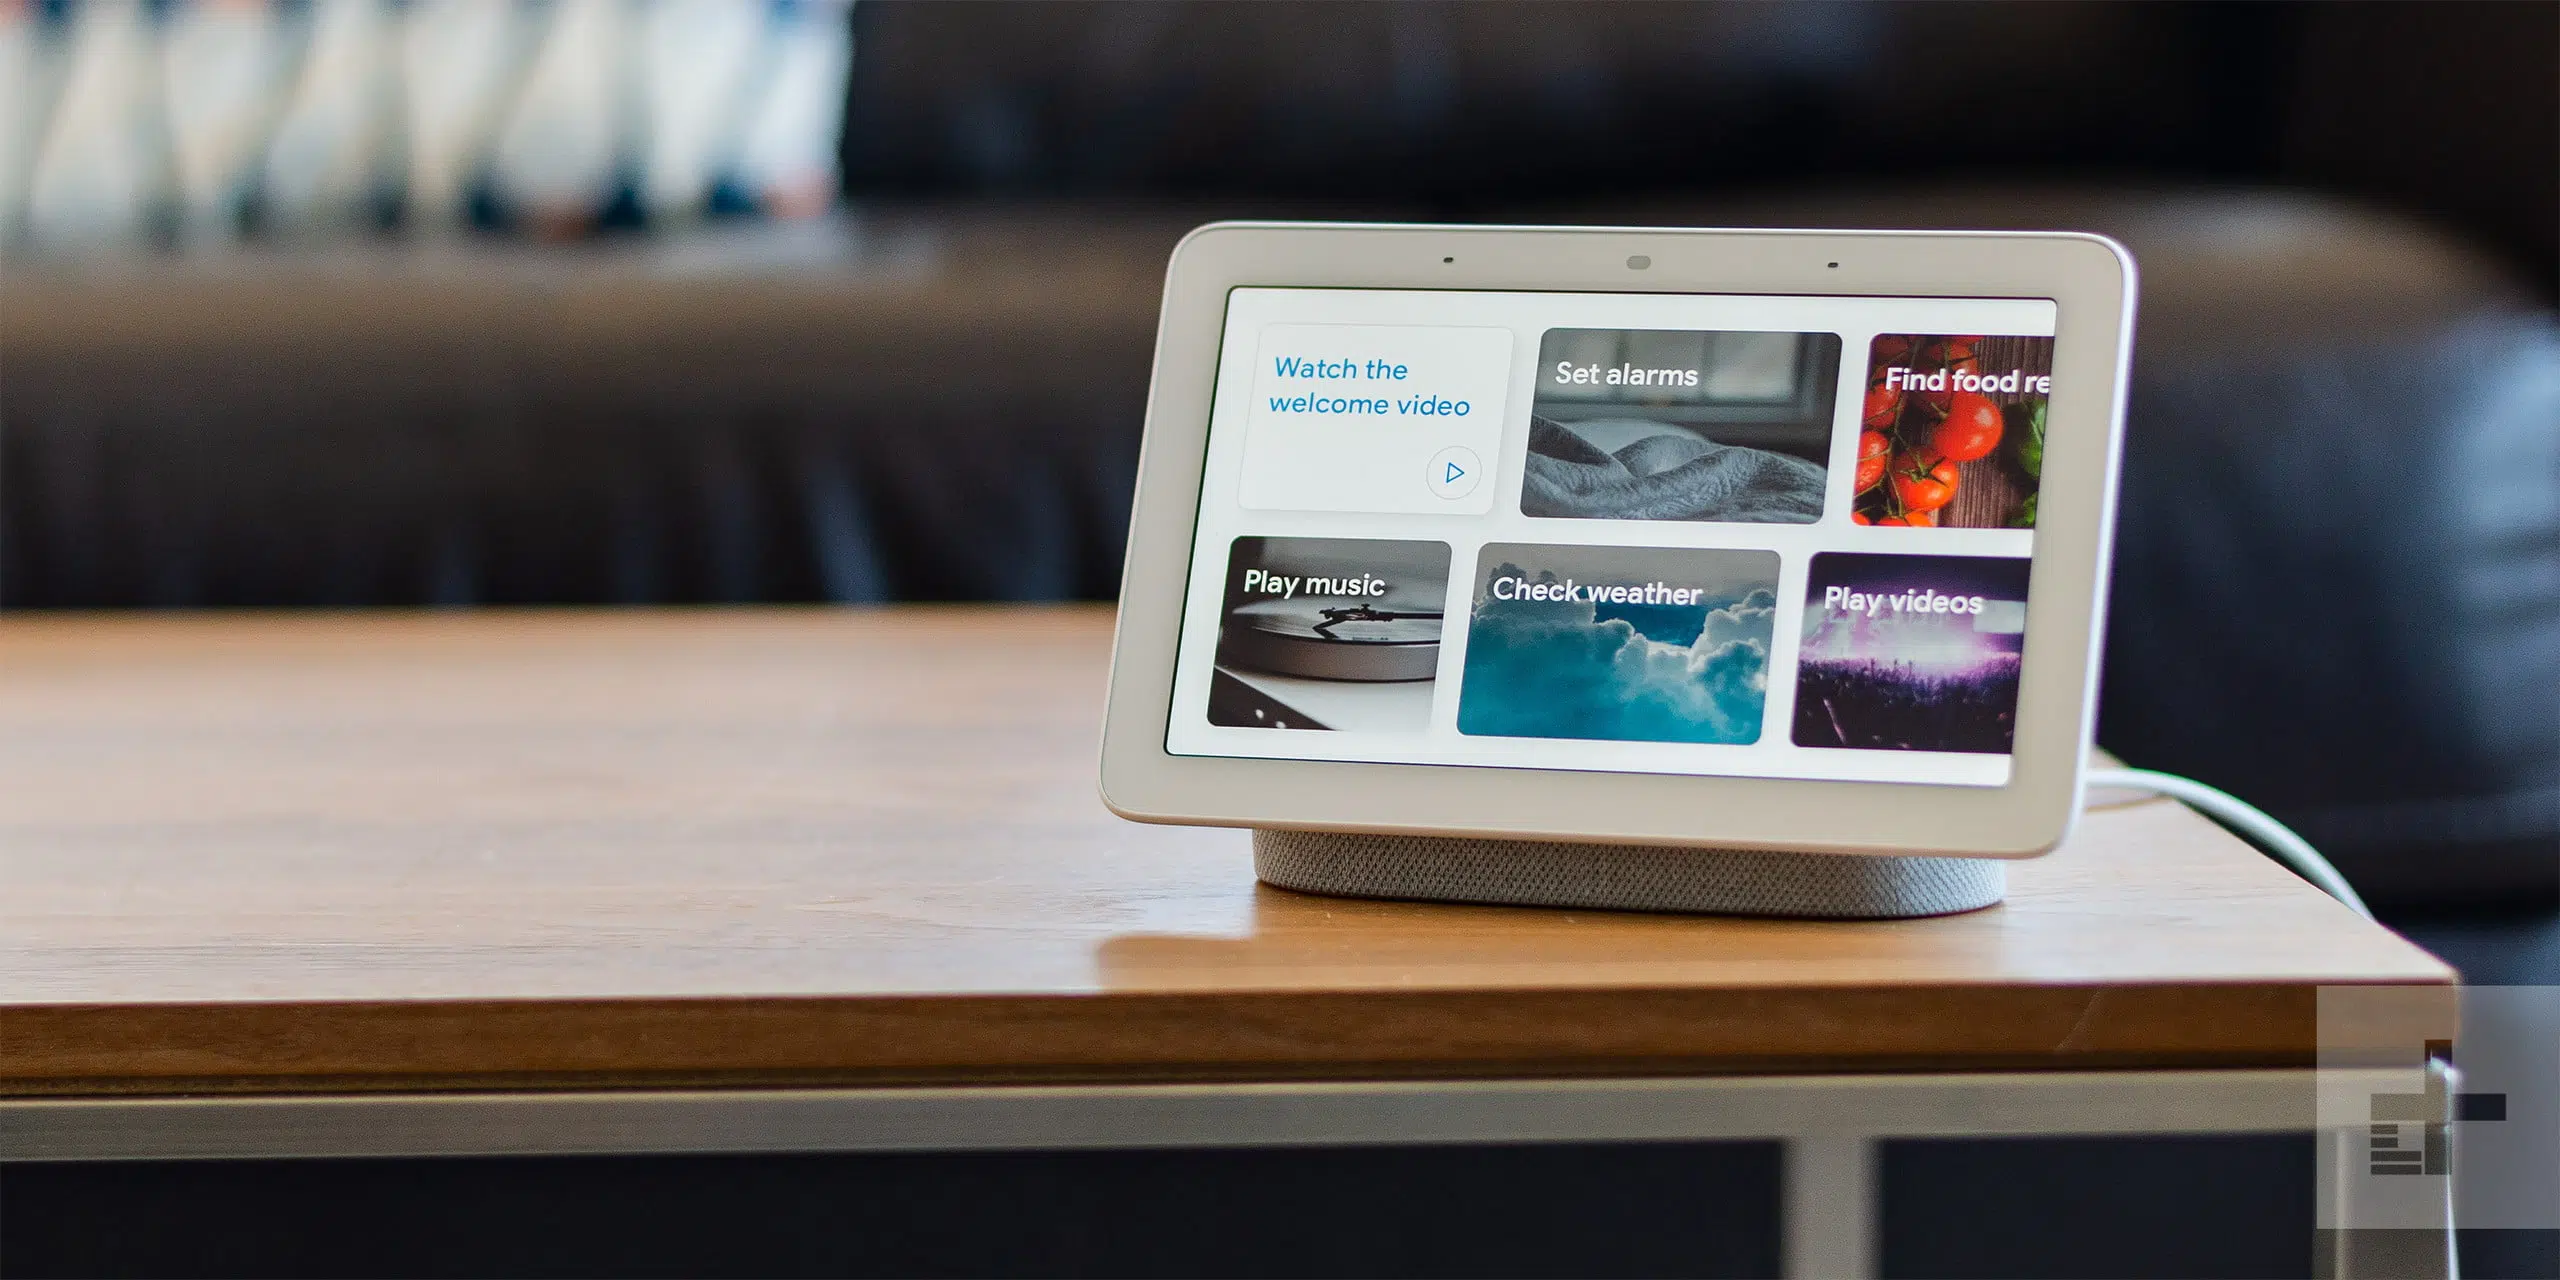 Watch the
welcome video
Set alarms
Find food re
Play music
Check weather
Play videos